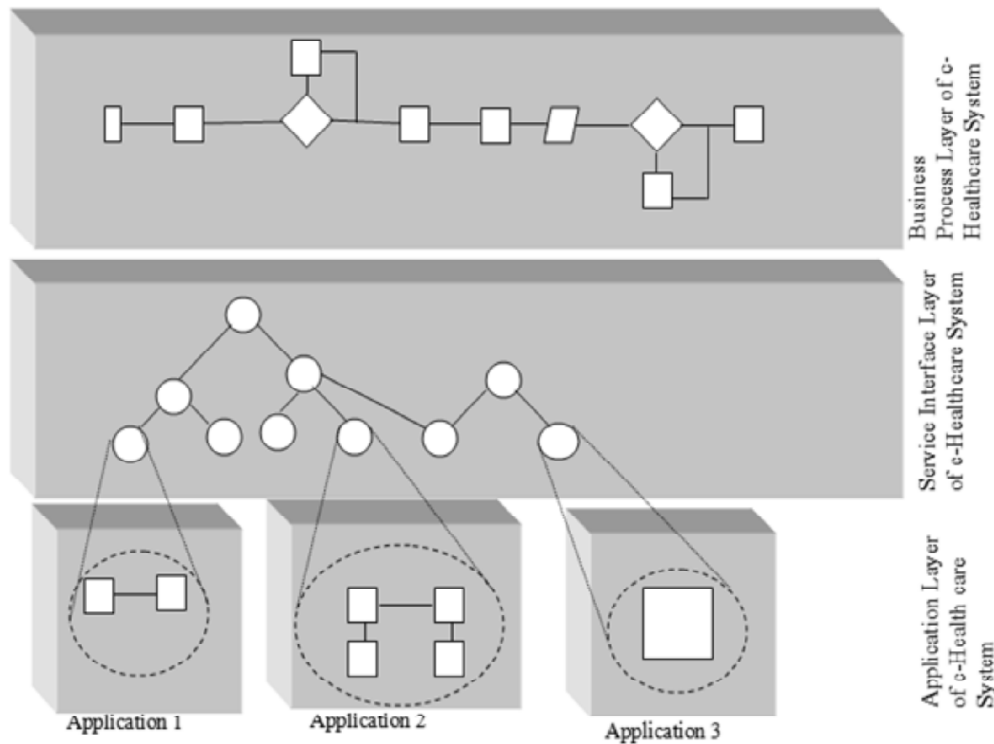 Business
Process Layer of e-
Healthcare System
Service Interface Layer
of e-Healthcare System
Application Layer
of e-Health care
System
Application 1
Application 2
Application 3